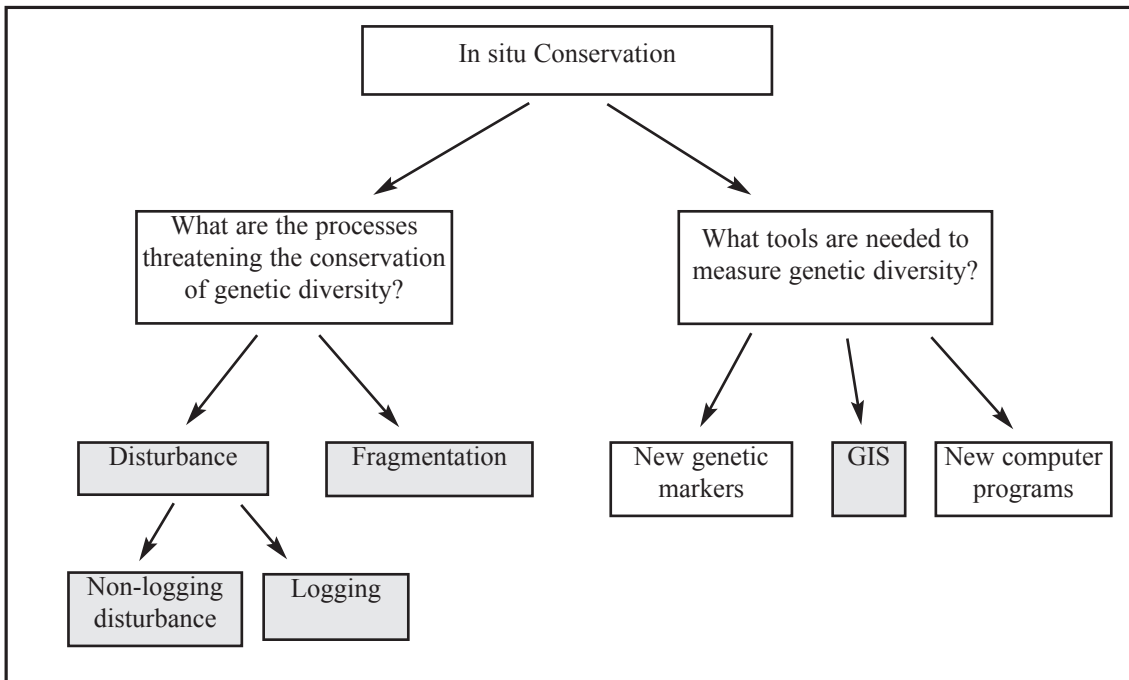 In situ Conservation
What are the processes
threatening the conservation
of genetic diversity?
What tools are needed to
measure genetic diversity?
Disturbance
Fragmentation
New genetic
markers
GIS
New computer
programs
Non-logging
disturbance
Logging